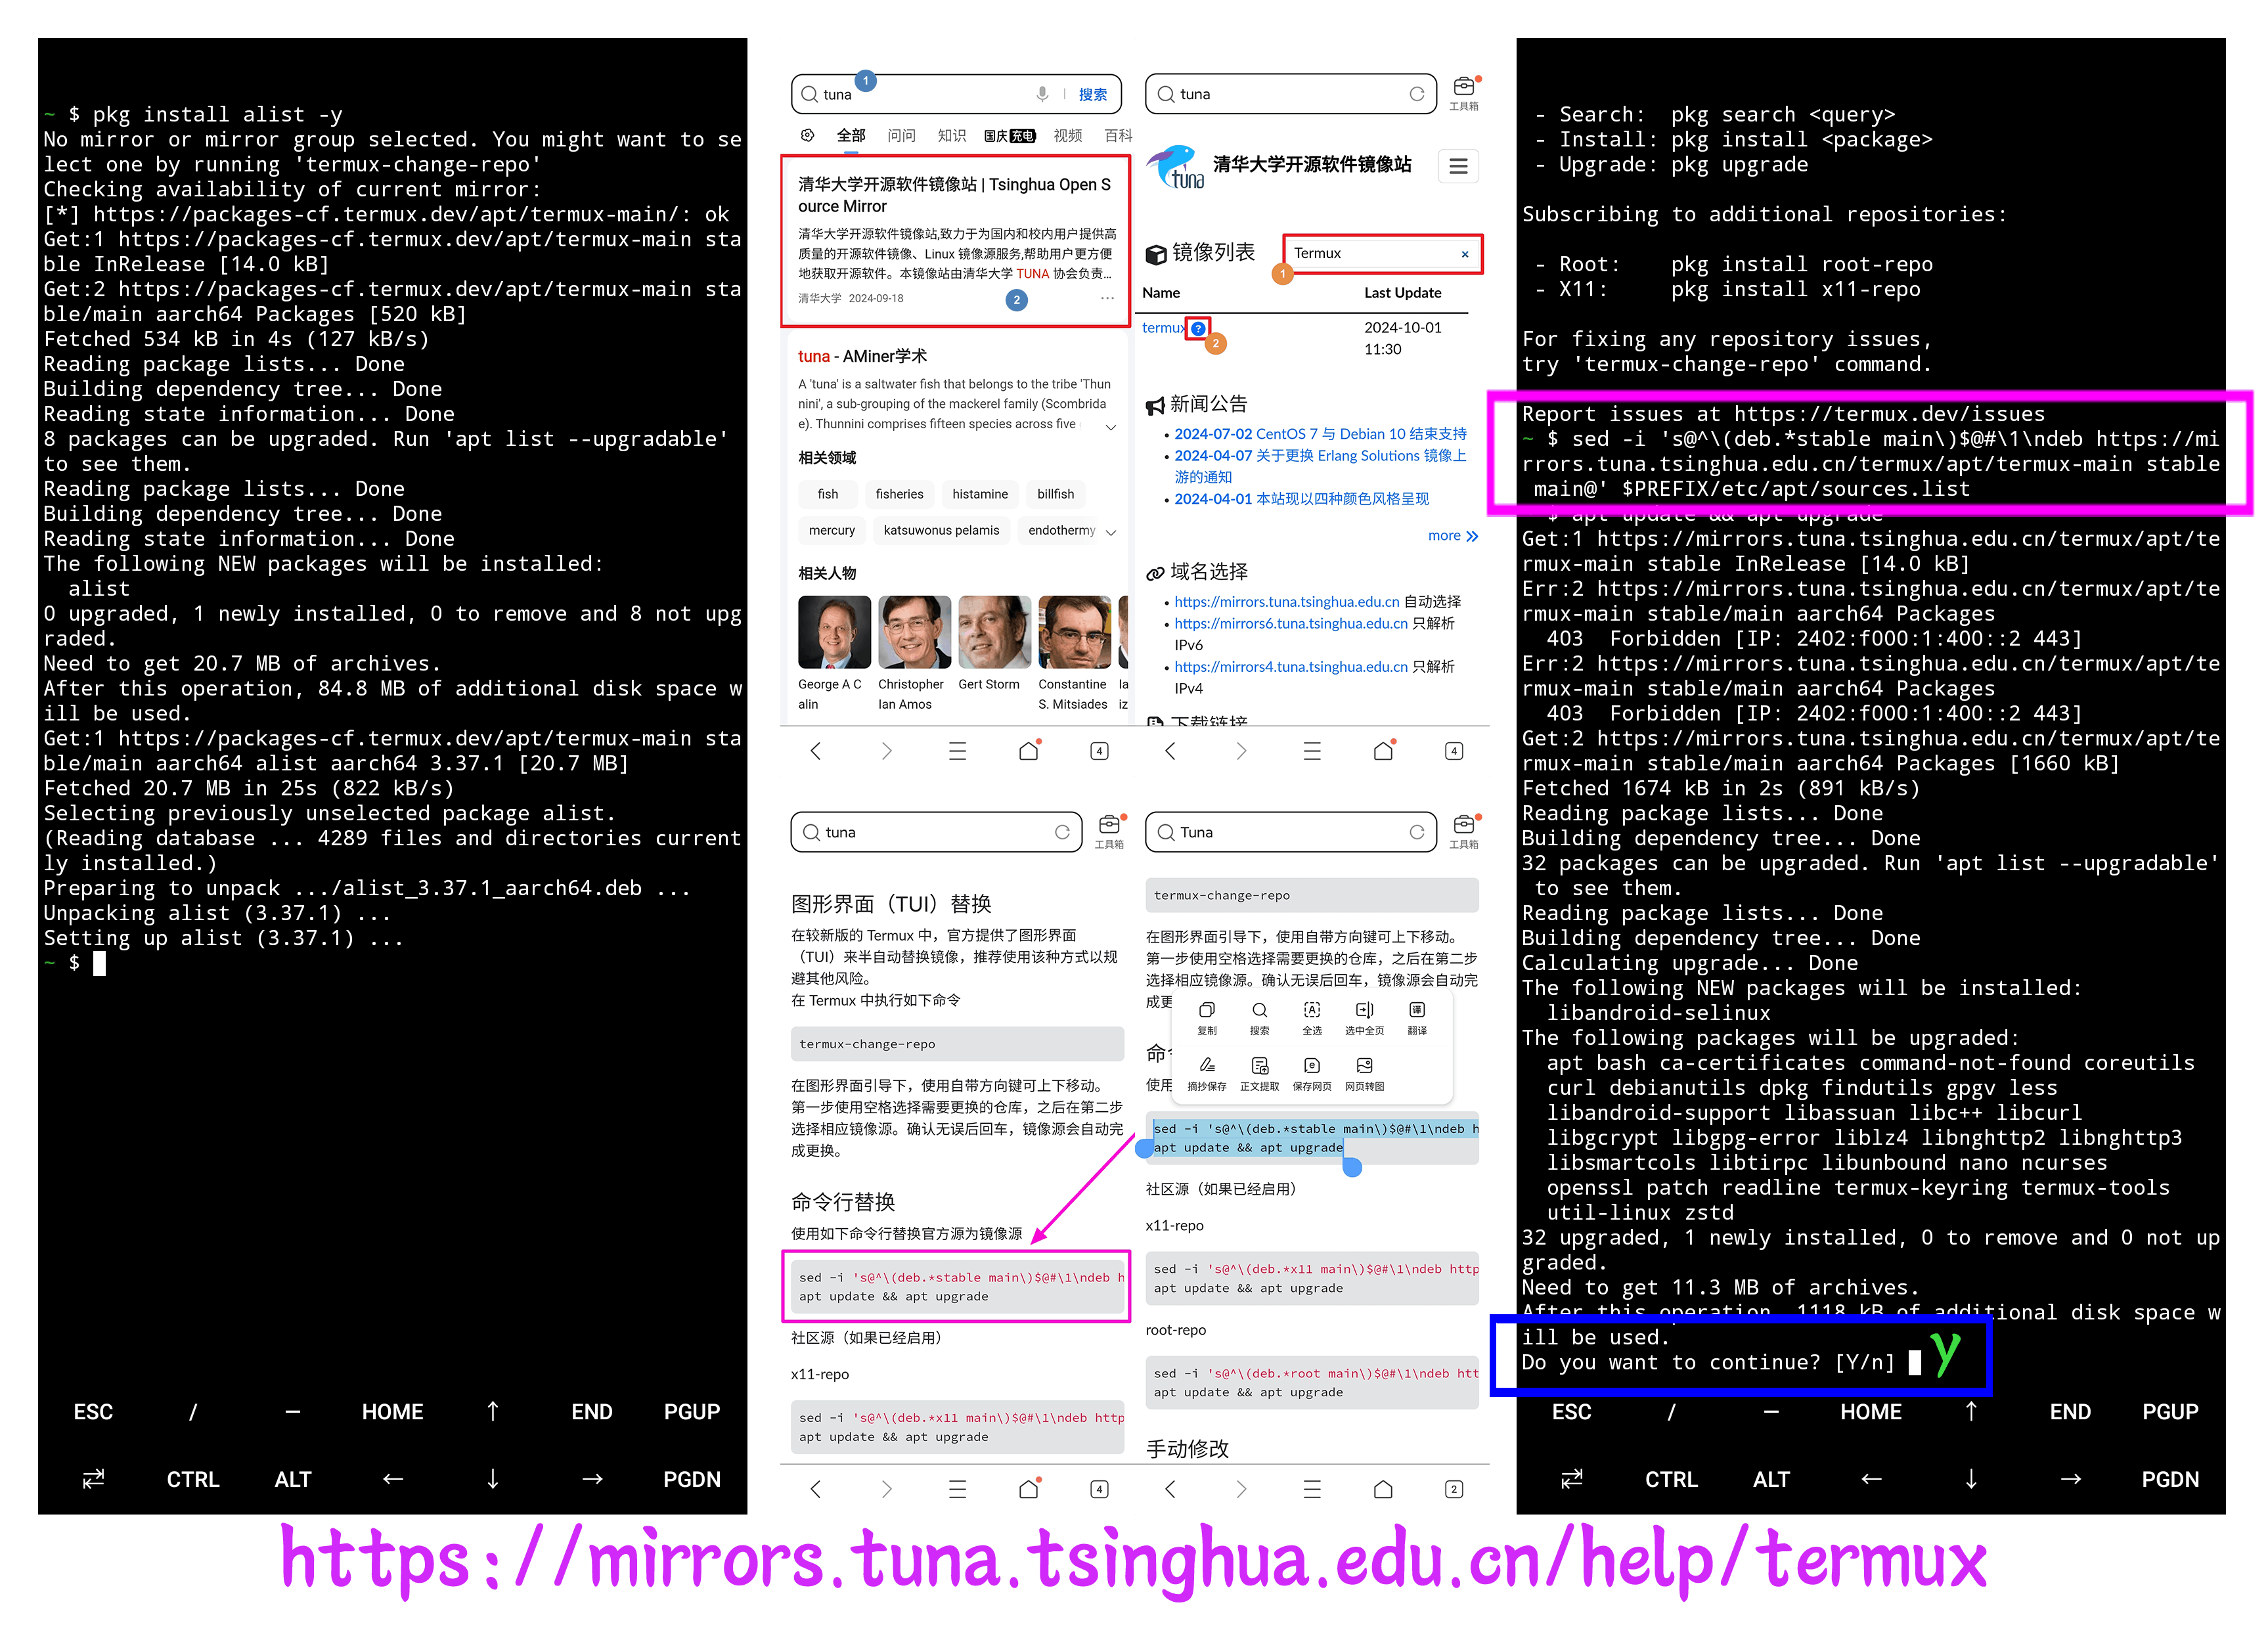 ~ $ pkg install alist -y
No mirror or mirror group selected. You might want to se
lect one by running 'termux-change-repo'
Checking availability of current mirror:
[*] https://packages-cf.termux.dev/apt/termux-main/: ok
Get:1 https://packages-cf.termux.dev/apt/termux-main sta
ble InRelease [14.0 kB]
Get:2 https://packages-cf.termux.dev/apt/termux-main sta
ble/main aarch64 Packages [520 kB]
Fetched 534 kB in 4s (127 kB/s)
Reading package lists... Done
Building dependency tree... Done
Reading state information... Done
8 packages can be upgraded. Run 'apt list --upgradable'
to see them.
Reading package lists... Done
Building dependency tree... Done
Reading state information... Done
The following NEW packages will be installed:
  alist
0 upgraded, 1 newly installed, 0 to remove and 8 not upg
raded.
Need to get 20.7 MB of archives.
After this operation, 84.8 MB of additional disk space w
ill be used.
Get:1 https://packages-cf.termux.dev/apt/termux-main sta
ble/main aarch64 alist aarch64 3.37.1 [20.7 MB]
Fetched 20.7 MB in 25s (822 kB/s)
Selecting previously unselected package alist.
(Reading database ... 4289 files and directories current
ly installed.)
Preparing to unpack .../alist_3.37.1_aarch64.deb ...
Unpacking alist (3.37.1) ...
Setting up alist (3.37.1) ...
~ $
ESC / — HOME ↑ END PGUP
⇄ CTRL ALT ← ↓ → PGDN
tuna 1 搜索
全部 问问 知识 国庆充电 视频 百科
清华大学开源软件镜像站 | Tsinghua Open S
ource Mirror
清华大学开源软件镜像站,致力于为国内和校内用户提供高
质量的开源软件镜像、Linux 镜像源服务,帮助用户更方便
地获取开源软件。本镜像站由清华大学 TUNA 协会负责...
清华大学 2024-09-18 2 ...
tuna - AMiner学术
A 'tuna' is a saltwater fish that belongs to the tribe 'Thun
nini', a sub-grouping of the mackerel family (Scombrida
e). Thunnini comprises fifteen species across five
相关领域
fish fisheries histamine billfish
mercury katsuwonus pelamis endothermy
相关人物
George A C
alin
Christopher
Ian Amos
Gert Storm
Constantine
S. Mitsiades
Ia
iz
4
tuna
工具箱
tuna
清华大学开源软件镜像站
镜像列表
Termux ×
1
Name Last Update
termux ? 2024-10-01
11:30
2
新闻公告
• 2024-07-02 CentOS 7 与 Debian 10 结束支持
• 2024-04-07 关于更换 Erlang Solutions 镜像上
游的通知
• 2024-04-01 本站现以四种颜色风格呈现
more
域名选择
• https://mirrors.tuna.tsinghua.edu.cn 自动选择
• https://mirrors6.tuna.tsinghua.edu.cn 只解析
IPv6
• https://mirrors4.tuna.tsinghua.edu.cn 只解析
IPv4
下载链接
4
tuna
工具箱
图形界面（TUI）替换
在较新版的 Termux 中，官方提供了图形界面
（TUI）来半自动替换镜像，推荐使用该种方式以规
避其他风险。
在 Termux 中执行如下命令
termux-change-repo
在图形界面引导下，使用自带方向键可上下移动。
第一步使用空格选择需要更换的仓库，之后在第二步
选择相应镜像源。确认无误后回车，镜像源会自动完
成更换。
命令行替换
使用如下命令行替换官方源为镜像源
sed -i 's@^\(deb.*stable main\)$@#\1\ndeb h
apt update && apt upgrade
社区源（如果已经启用）
x11-repo
sed -i 's@^\(deb.*x11 main\)$@#\1\ndeb http
apt update && apt upgrade
4
Tuna
工具箱
termux-change-repo
在图形界面引导下，使用自带方向键可上下移动。
第一步使用空格选择需要更换的仓库，之后在第二步
选择相应镜像源。确认无误后回车，镜像源会自动完
成更
复制 搜索 全选 选中全页 翻译
命
摘抄保存 正文提取 保存网页 网页转图
使用
sed -i 's@^\(deb.*stable main\)$@#\1\ndeb h
apt update && apt upgrade
社区源（如果已经启用）
x11-repo
sed -i 's@^\(deb.*x11 main\)$@#\1\ndeb http
apt update && apt upgrade
root-repo
sed -i 's@^\(deb.*root main\)$@#\1\ndeb htt
apt update && apt upgrade
手动修改
2
- Search:  pkg search <query>
- Install: pkg install <package>
- Upgrade: pkg upgrade
Subscribing to additional repositories:
- Root:    pkg install root-repo
- X11:     pkg install x11-repo
For fixing any repository issues,
try 'termux-change-repo' command.
Report issues at https://termux.dev/issues
~ $ sed -i 's@^\(deb.*stable main\)$@#\1\ndeb https://mi
rrors.tuna.tsinghua.edu.cn/termux/apt/termux-main stable
 main@' $PREFIX/etc/apt/sources.list
$ apt update && apt upgrade
Get:1 https://mirrors.tuna.tsinghua.edu.cn/termux/apt/te
rmux-main stable InRelease [14.0 kB]
Err:2 https://mirrors.tuna.tsinghua.edu.cn/termux/apt/te
rmux-main stable/main aarch64 Packages
  403  Forbidden [IP: 2402:f000:1:400::2 443]
Err:2 https://mirrors.tuna.tsinghua.edu.cn/termux/apt/te
rmux-main stable/main aarch64 Packages
  403  Forbidden [IP: 2402:f000:1:400::2 443]
Get:2 https://mirrors.tuna.tsinghua.edu.cn/termux/apt/te
rmux-main stable/main aarch64 Packages [1660 kB]
Fetched 1674 kB in 2s (891 kB/s)
Reading package lists... Done
Building dependency tree... Done
32 packages can be upgraded. Run 'apt list --upgradable'
 to see them.
Reading package lists... Done
Building dependency tree... Done
Calculating upgrade... Done
The following NEW packages will be installed:
  libandroid-selinux
The following packages will be upgraded:
  apt bash ca-certificates command-not-found coreutils
  curl debianutils dpkg findutils gpgv less
  libandroid-support libassuan libc++ libcurl
  libgcrypt libgpg-error liblz4 libnghttp2 libnghttp3
  libsmartcols libtirpc libunbound nano ncurses
  openssl patch readline termux-keyring termux-tools
  util-linux zstd
32 upgraded, 1 newly installed, 0 to remove and 0 not up
graded.
Need to get 11.3 MB of archives.
After this operation, 1118 kB of additional disk space w
ill be used.
Do you want to continue? [Y/n] y
ESC / — HOME ↑ END PGUP
⇄ CTRL ALT ← ↓ → PGDN
https://mirrors.tuna.tsinghua.edu.cn/help/termux